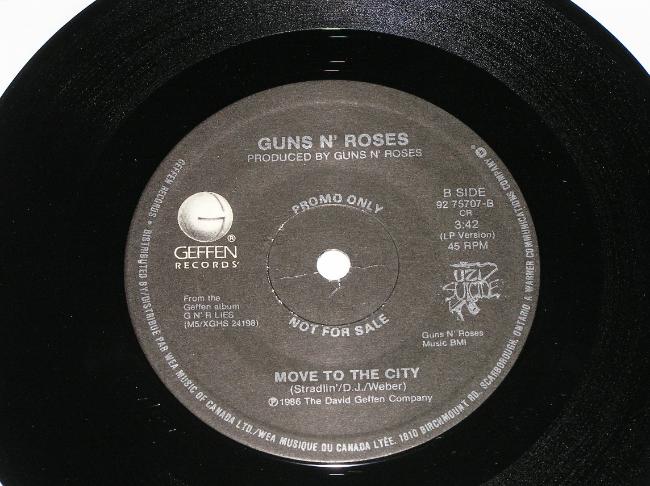 GUNS N' ROSES
PRODUCED BY GUNS N' ROSES
PROMO ONLY
B SIDE
92 75707-B
CR
3:42
(LP Version)
45 RPM
G
GEFFEN®
RECORDS
UZI
SUICIDE
From the
Geffen album
G N' R LIES
(M5/XGHS 24198)
NOT FOR SALE
Guns N' Roses
Music BMI
MOVE TO THE CITY
(Stradlin'/D.J./Weber)
℗1986 The David Geffen Company
GEFFEN RECORDS • DISTRIBUTED BY/DISTRIBUÉ PAR WEA MUSIC OF CANADA LTD./WEA MUSIQUE DU CANADA LTÉE. 1810 BIRCHMOUNT RD. SCARBOROUGH, ONTARIO A WARNER COMMUNICATIONS COMPANY